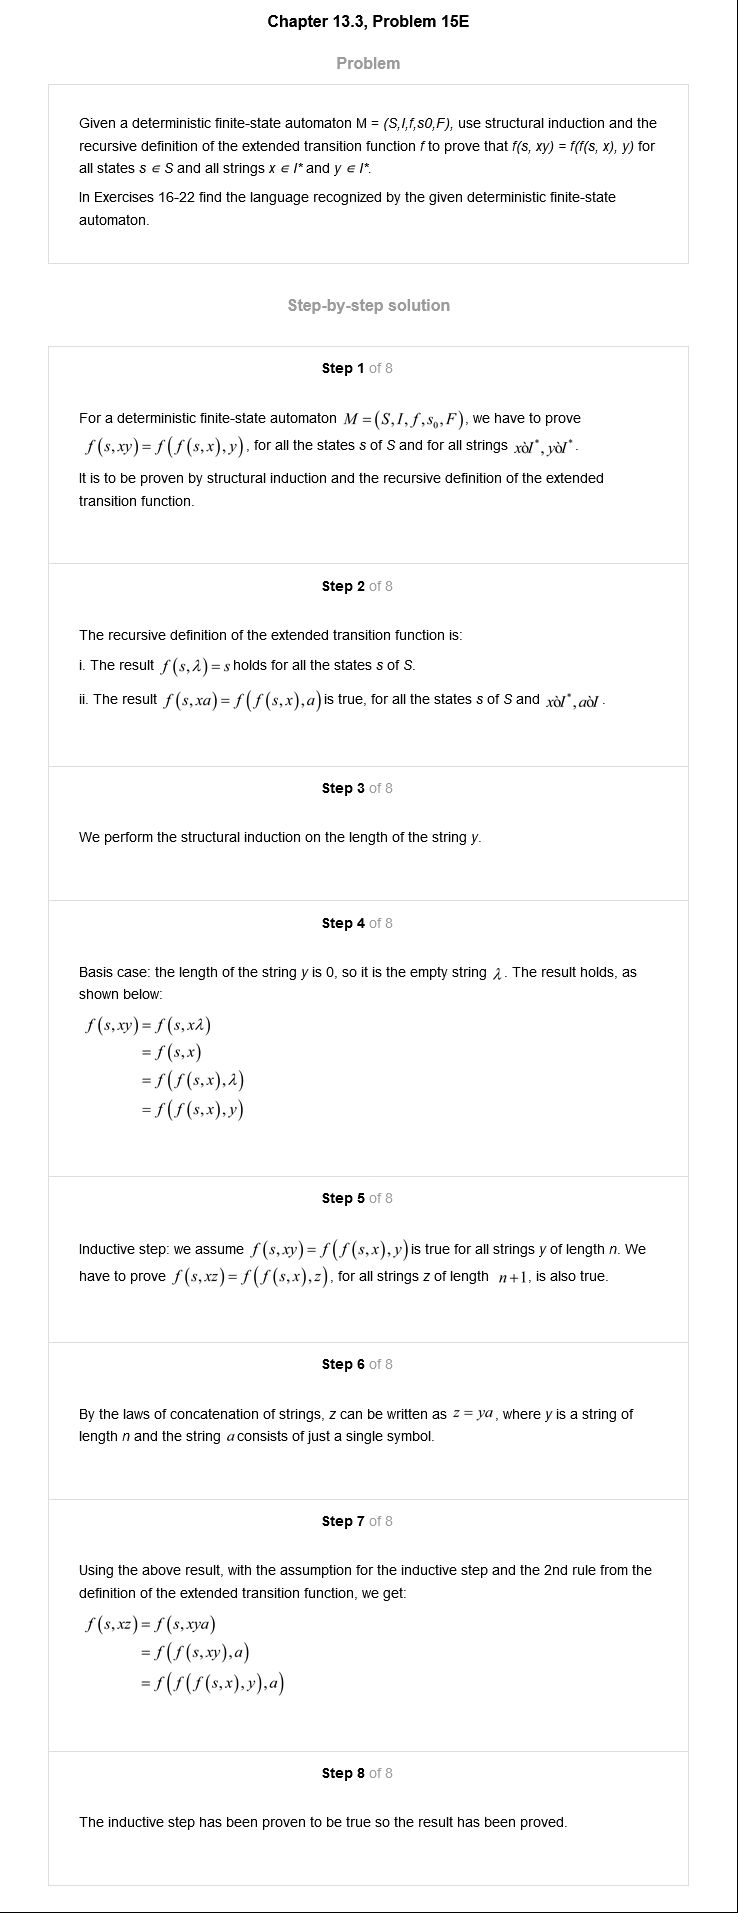 Chapter 13.3, Problem 15E
Problem
Given a deterministic finite-state automaton M = (S,I,f,s0,F), use structural induction and the
recursive definition of the extended transition function f to prove that f(s, xy) = f(f(s, x), y) for
all states s ∈ S and all strings x ∈ I* and y ∈ I*.
In Exercises 16-22 find the language recognized by the given deterministic finite-state
automaton.
Step-by-step solution
Step 1 of 8
For a deterministic finite-state automaton M = (S, I, f, s₀, F), we have to prove
f(s, xy) = f(f(s, x), y), for all the states s of S and for all strings xòI*, yòI*.
It is to be proven by structural induction and the recursive definition of the extended
transition function.
Step 2 of 8
The recursive definition of the extended transition function is:
i. The result f(s, λ) = s holds for all the states s of S.
ii. The result f(s, xa) = f(f(s, x), a) is true, for all the states s of S and xòI*, aòI.
Step 3 of 8
We perform the structural induction on the length of the string y.
Step 4 of 8
Basis case: the length of the string y is 0, so it is the empty string λ. The result holds, as
shown below:
f(s, xy) = f(s, xλ)
= f(s, x)
= f(f(s, x), λ)
= f(f(s, x), y)
Step 5 of 8
Inductive step: we assume f(s, xy) = f(f(s, x), y) is true for all strings y of length n. We
have to prove f(s, xz) = f(f(s, x), z), for all strings z of length n+1, is also true.
Step 6 of 8
By the laws of concatenation of strings, z can be written as z = ya, where y is a string of
length n and the string a consists of just a single symbol.
Step 7 of 8
Using the above result, with the assumption for the inductive step and the 2nd rule from the
definition of the extended transition function, we get:
f(s, xz) = f(s, xya)
= f(f(s, xy), a)
= f(f(f(s, x), y), a)
Step 8 of 8
The inductive step has been proven to be true so the result has been proved.